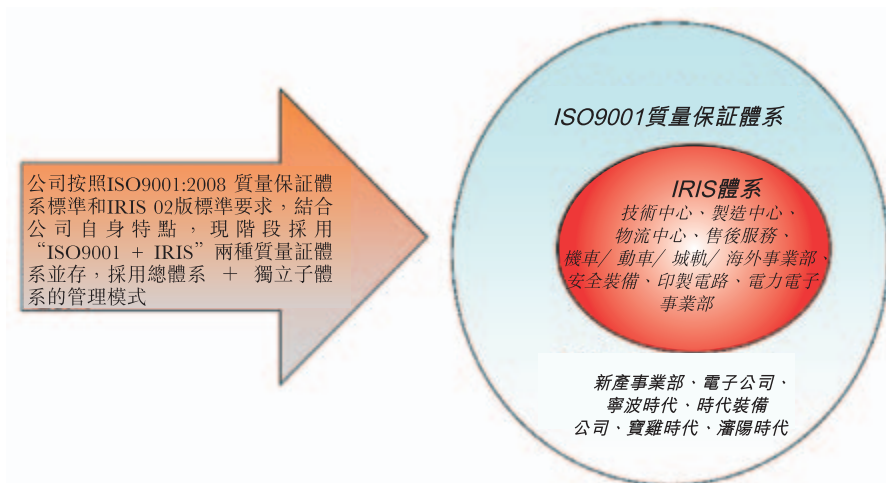 公司按照ISO9001:2008 質量保証體
系標準和IRIS 02版標準要求，結合
公司自身特點，現階段採用
“ISO9001 + IRIS”兩種質量証體
系並存，採用總體系 + 獨立子體
系的管理模式
ISO9001質量保証體系
IRIS體系
技術中心、製造中心、
物流中心、售後服務、
機車/ 動車/ 城軌/ 海外事業部、
安全裝備、印製電路、電力電子
事業部
新產事業部、電子公司、
寧波時代、時代裝備
公司、寶雞時代、瀋陽時代